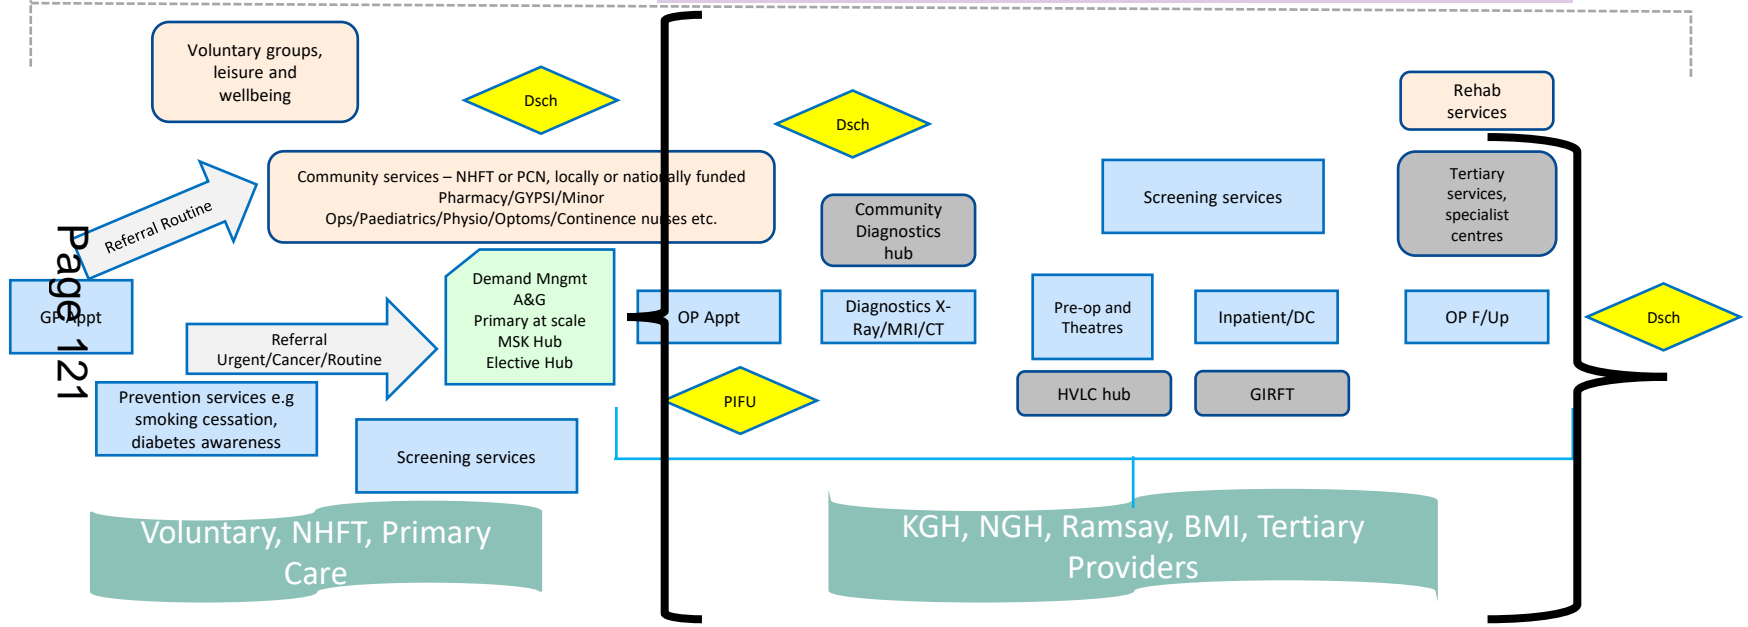 Voluntary groups,
leisure and
wellbeing
Dsch
Dsch
Rehab
services
Community services – NHFT or PCN, locally or nationally funded
Pharmacy/GYPSI/Minor
Ops/Paediatrics/Physio/Optoms/Continence nurses etc.
Screening services
Tertiary
services,
specialist
centres
Referral Routine
Community
Diagnostics
hub
Page 121
GP Appt
Demand Mngmt
A&G
Primary at scale
MSK Hub
Elective Hub
OP Appt
Diagnostics X-
Ray/MRI/CT
Pre-op and
Theatres
Inpatient/DC
OP F/Up
Dsch
Referral
Urgent/Cancer/Routine
Prevention services e.g
smoking cessation,
diabetes awareness
PIFU
HVLC hub
GIRFT
Screening services
Voluntary, NHFT, Primary
Care
KGH, NGH, Ramsay, BMI, Tertiary
Providers